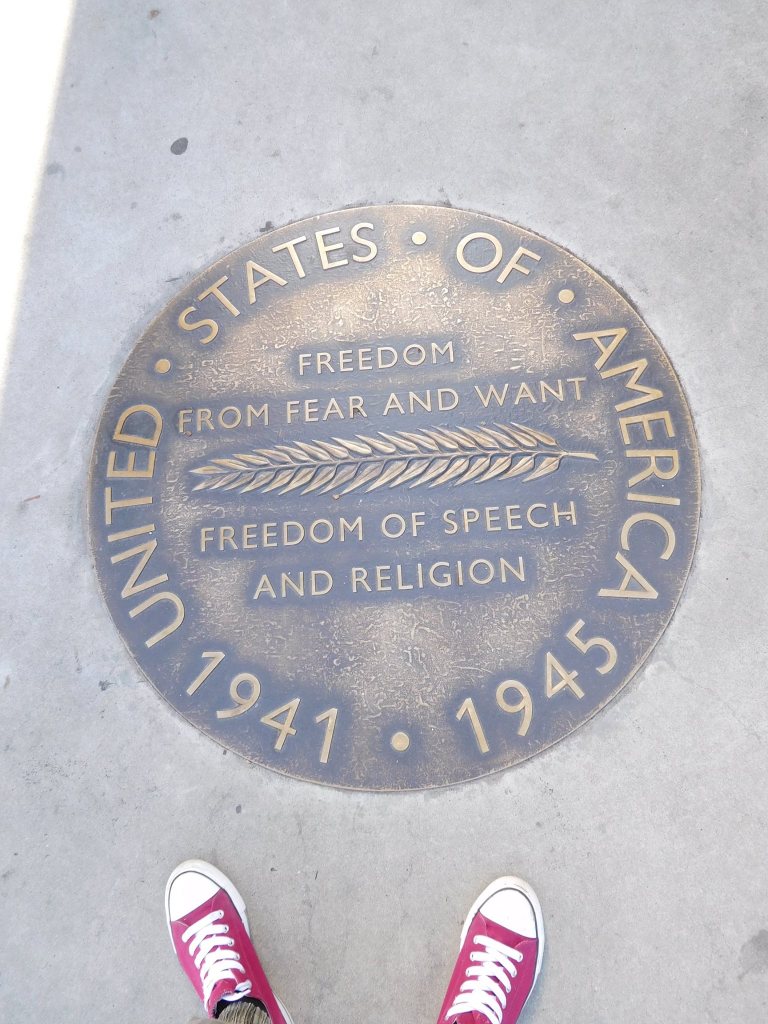 UNITED • STATES • OF • AMERICA
FREEDOM
FROM FEAR AND WANT
FREEDOM OF SPEECH
AND RELIGION
1941 • 1945